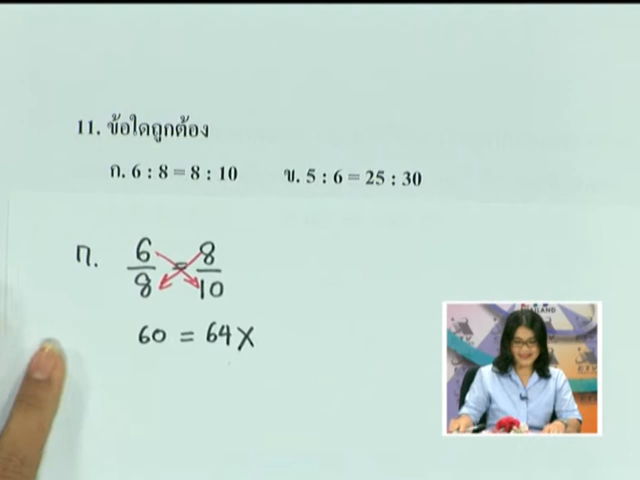 11. ข้อใดถูกต้อง
ก. 6 : 8 = 8 : 10 ข. 5 : 6 = 25 : 30
ก. 6/8 = 8/10
60 = 64 X